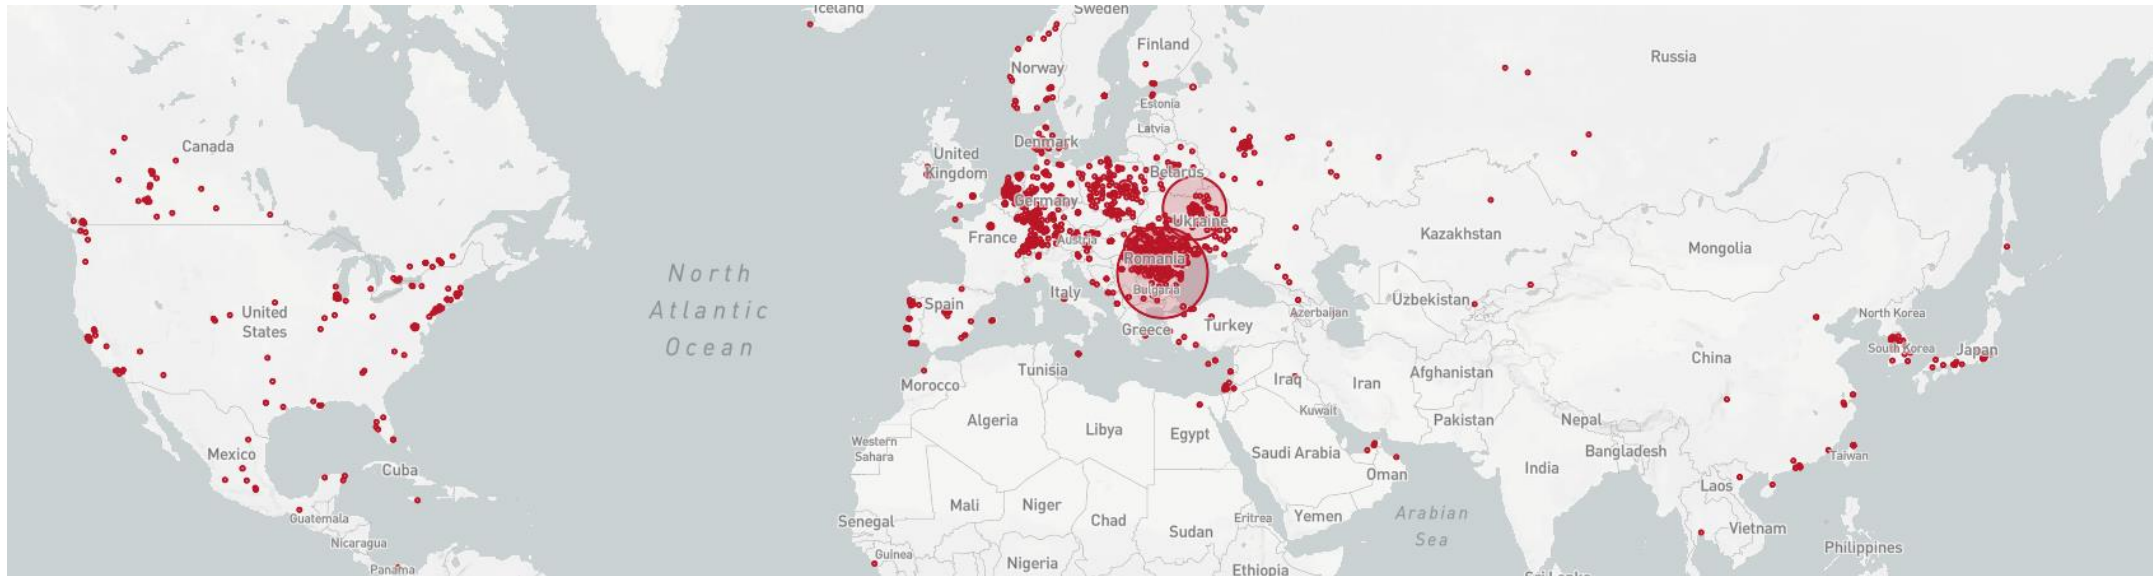 Iceland
Sweden
Finland
Russia
Norway
Estonia
Latvia
Canada
Denmark
United
Kingdom
Belarus
Germany
Ukraine
France
Austria
Kazakhstan
Mongolia
Romania
North
Atlantic
Ocean
Italy
Bulgaria
Spain
Uzbekistan
United
States
Greece
Turkey
Azerbaijan
North Korea
South Korea
Japan
China
Tunisia
Morocco
Iraq
Iran
Afghanistan
Kuwait
Pakistan
Nepal
Algeria
Libya
Egypt
Western
Sahara
Saudi Arabia
Bangladesh
Taiwan
Mexico
Cuba
India
Oman
Laos
Mali
Niger
Chad
Sudan
Eritrea
Yemen
Arabian
Sea
Senegal
Guatemala
Vietnam
Nicaragua
Philippines
Guinea
Nigeria
Ethiopia
Panama
Sri Lanka